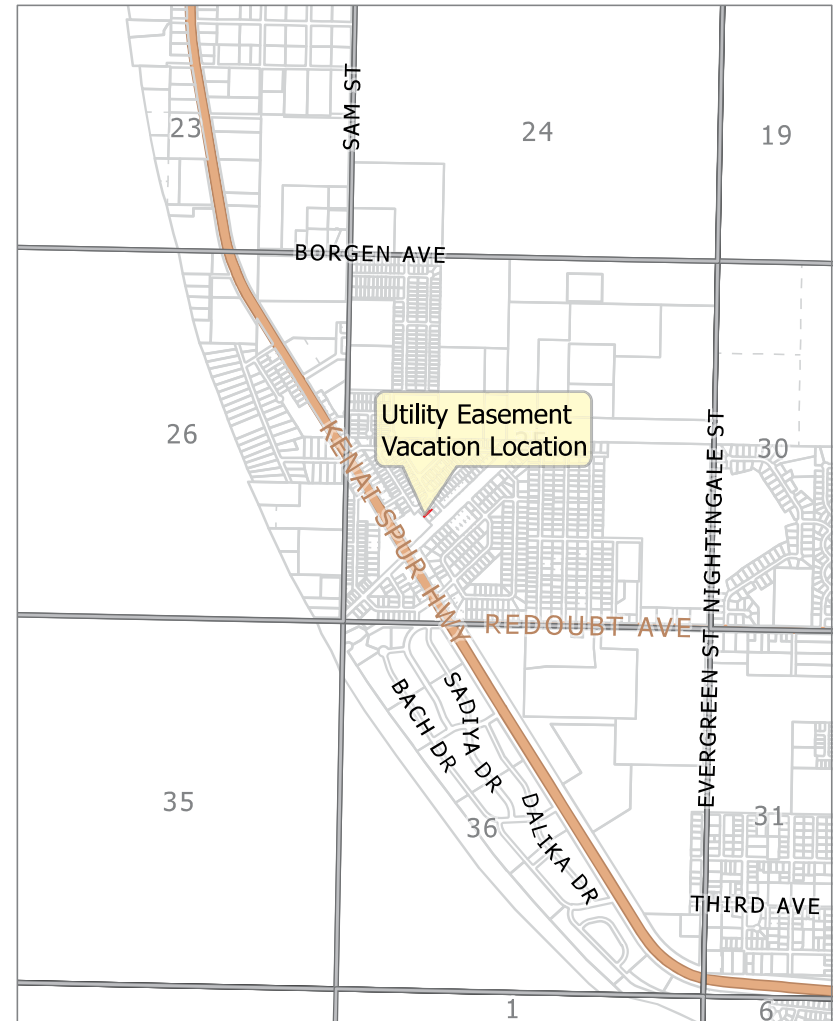 SAM ST
23
24
19
BORGEN AVE
Utility Easement
Vacation Location
26
30
KENAI SPUR HWY
NIGHTINGALE ST
REDOUBT AVE
EVERGREEN ST
SADIYA DR
BACH DR
35
DALIKA DR
36
31
THIRD AVE
1
6